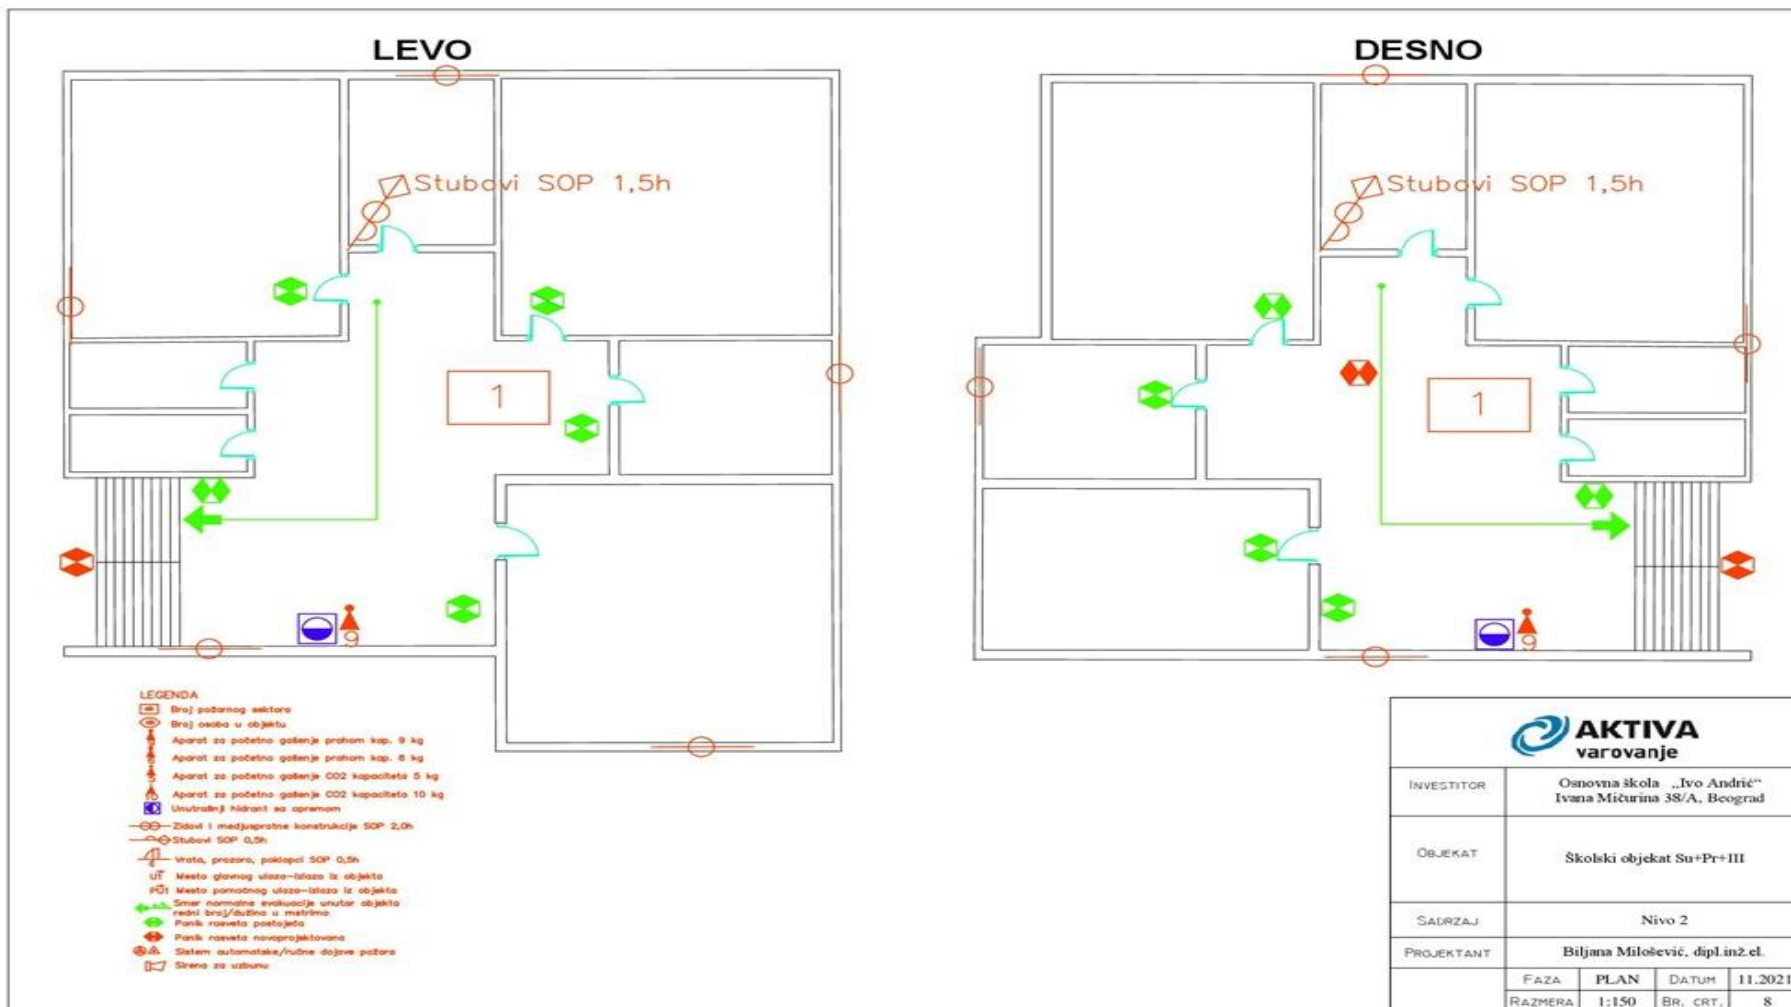 LEVO
DESNO
Stubovi SOP 1,5h
Stubovi SOP 1,5h
1
1
9
9
LEGENDA
Broj požarnog sektora
Broj osoba u objektu
Aparat za početno gašenje prahom kap. 9 kg
Aparat za početno gašenje prahom kap. 6 kg
Aparat za početno gašenje CO2 kapaciteta 5 kg
Aparat za početno gašenje CO2 kapaciteta 10 kg
Unutrašnji hidrant sa opremom
Zidovi i medjuspratne konstrukcije SOP 2,0h
Stubovi SOP 0,5h
Vrata, prozora, poklopci SOP 0,5h
UT Mesto glavnog ulaza-izlaza iz objekta
Mesto pomoćnog ulaza-izlaza iz objekta
Smer normalne evakuacije unutar objekta
redni broj/dužina u metrima
Panik rasveta postojeća
Panik rasveta novoprojektovana
Sistem automatske/ručne dojave požara
Sirena za uzbunu
AKTIVA
varovanje
INVESTITOR
Osnovna škola „Ivo Andrić“
Ivana Mičurina 38/A, Beograd
OBJEKAT
Školski objekat Su+Pr+III
SADRZAJ
Nivo 2
PROJEKTANT
Biljana Milošević, dipl.inž.el.
FAZA PLAN DATUM 11.2021
RAZMERA 1:150 BR. CRT. 8